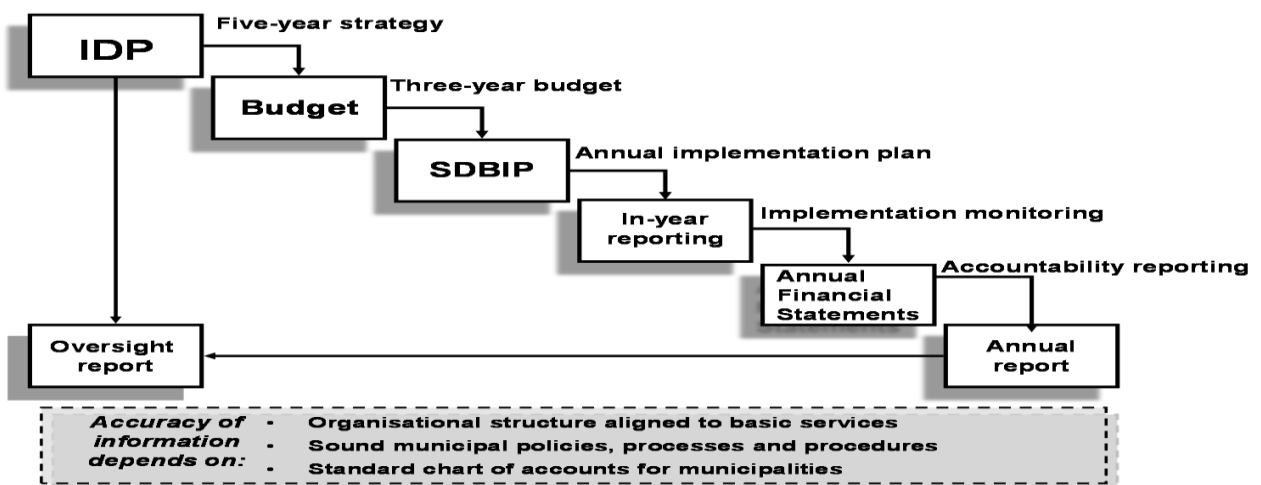 IDP
Five-year strategy
Budget
Three-year budget
SDBIP
Annual implementation plan
In-year
reporting
Implementation monitoring
Annual
Financial
Statements
Accountability reporting
Oversight
report
Annual
report
Accuracy of
information
depends on:
- Organisational structure aligned to basic services
- Sound municipal policies, processes and procedures
- Standard chart of accounts for municipalities